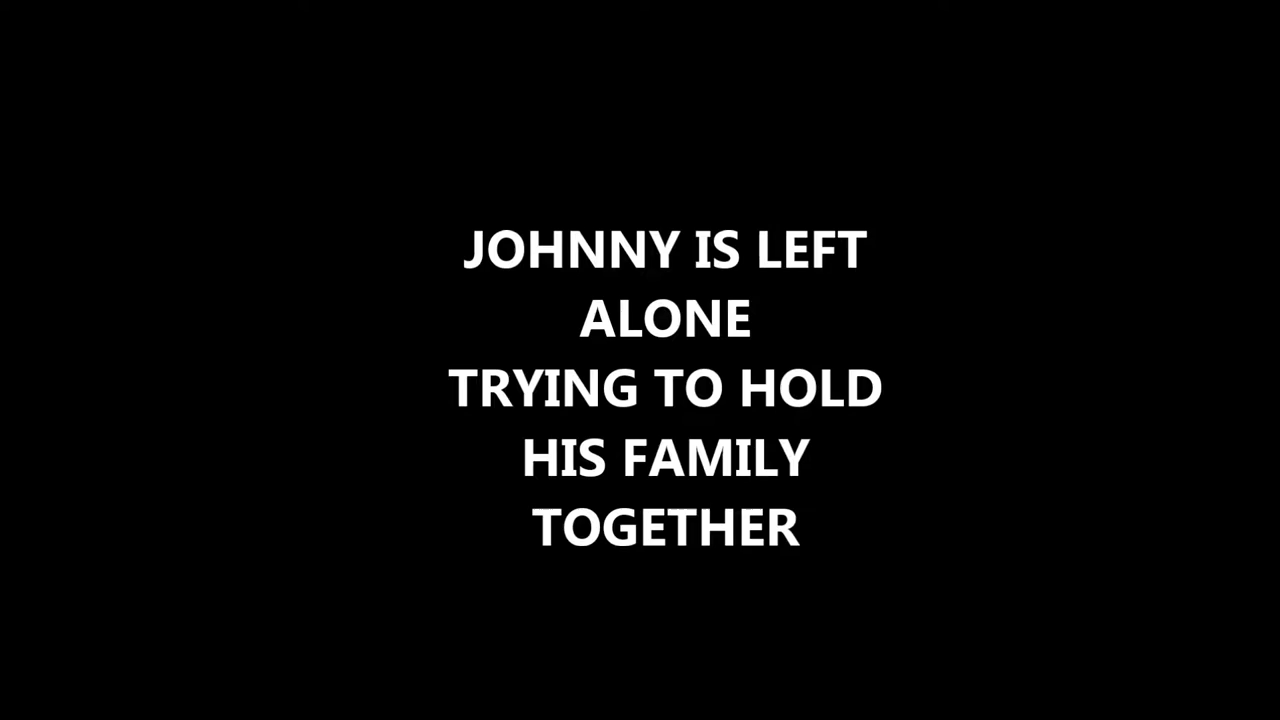 JOHNNY IS LEFT
ALONE
TRYING TO HOLD
HIS FAMILY
TOGETHER